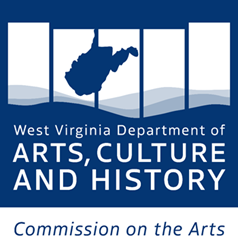 West Virginia Department of
ARTS, CULTURE
AND HISTORY
Commission on the Arts